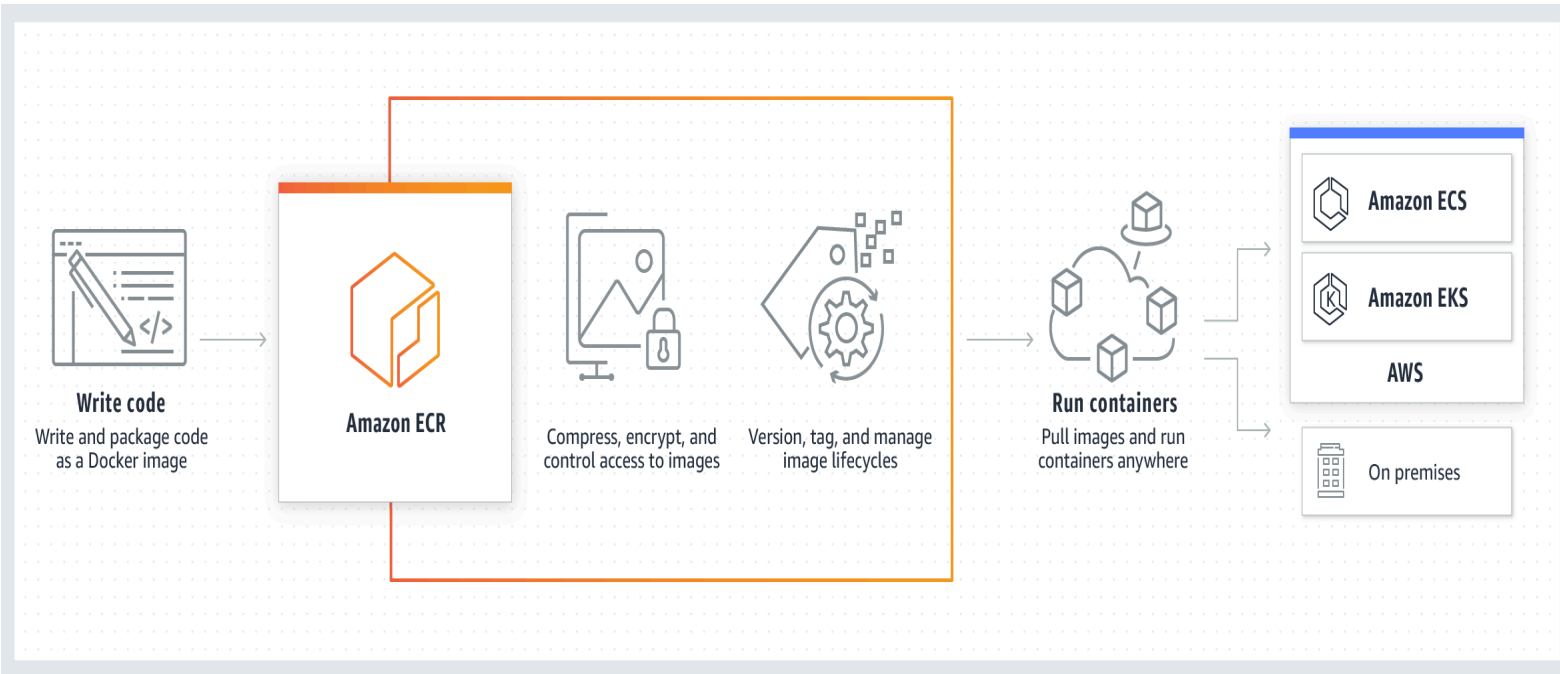 Write code
Write and package code
as a Docker image
Amazon ECR
Compress, encrypt, and
control access to images
Version, tag, and manage
image lifecycles
Run containers
Pull images and run
containers anywhere
Amazon ECS
K
Amazon EKS
AWS
On premises